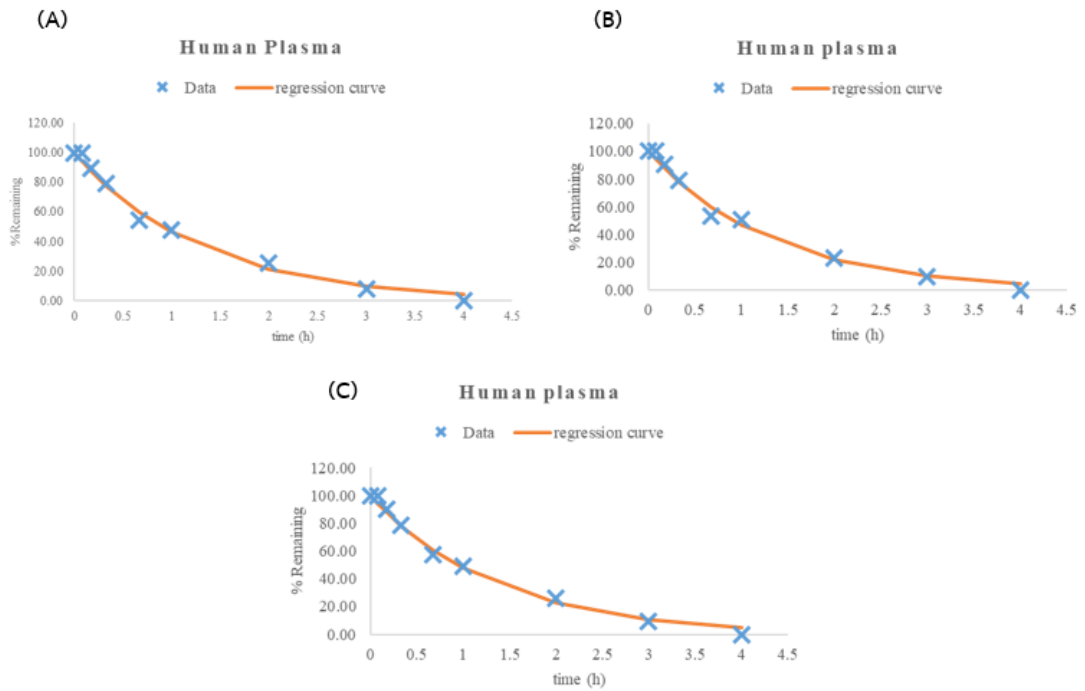 (A)
Human Plasma
Data regression curve
120.00
100.00
80.00
60.00
40.00
20.00
0.00
%Remaining
0 0.5 1 1.5 2 2.5 3 3.5 4 4.5
time (h)
(B)
Human plasma
Data regression curve
120.00
100.00
80.00
60.00
40.00
20.00
0.00
% Remaining
0 0.5 1 1.5 2 2.5 3 3.5 4 4.5
time (h)
(C)
Human plasma
Data regression curve
120.00
100.00
80.00
60.00
40.00
20.00
0.00
% Remaining
0 0.5 1 1.5 2 2.5 3 3.5 4 4.5
time (h)